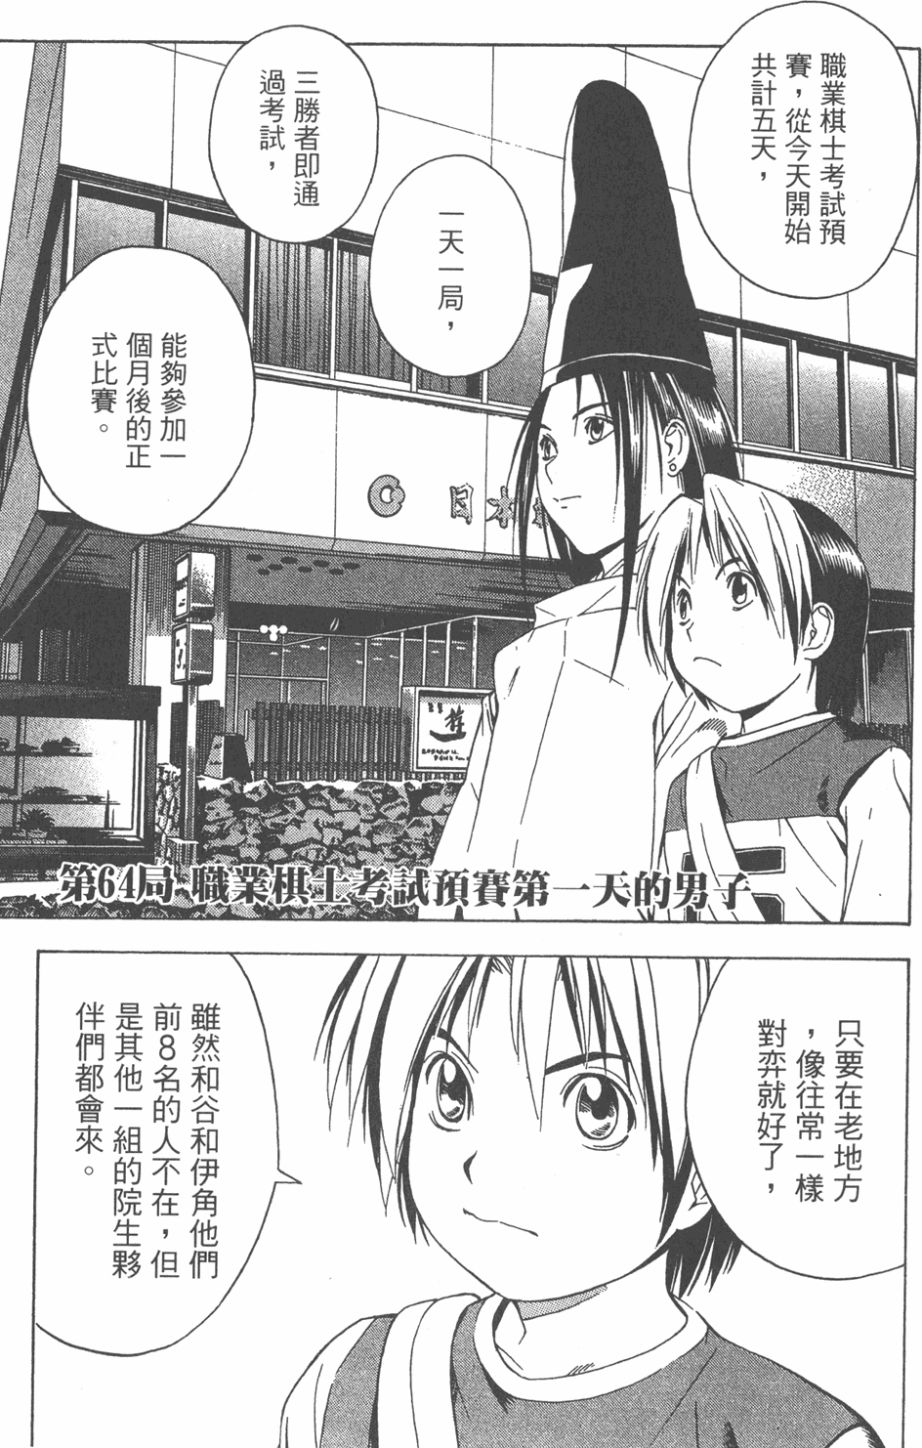 職業棋士考試預
賽，從今天開始
共計五天，
一天一局，
三勝者即通
過考試，
能夠參加一
個月後的正
式比賽。
日本
遊
第64局 職業棋士考試預賽第一天的男子
只要在老地方
，像往常一樣
對弈就好了，
雖然和谷和伊角他們
前8名的人不在，但
是其他一組的院生夥
伴們都會來。